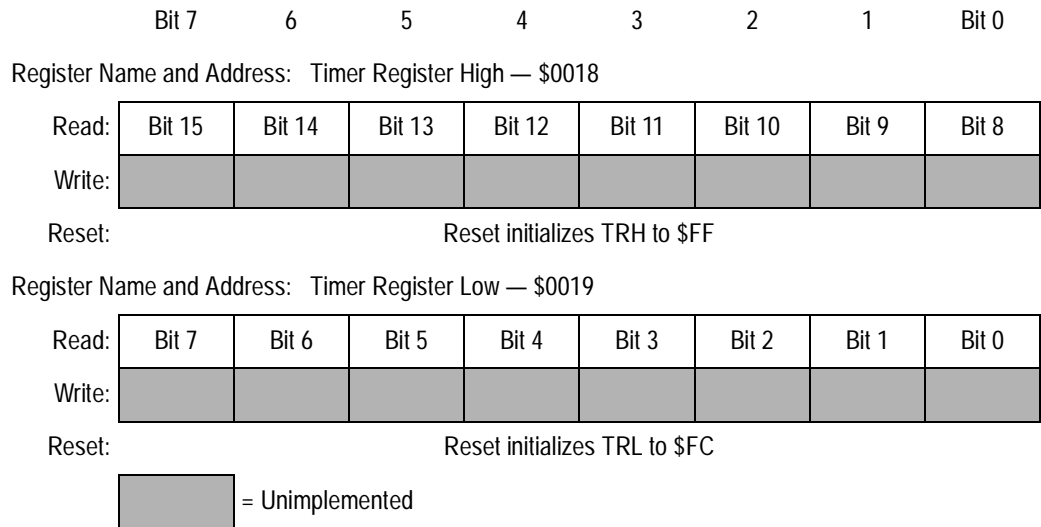 Bit 7 6 5 4 3 2 1 Bit 0
Register Name and Address: Timer Register High — $0018
Read: Bit 15 Bit 14 Bit 13 Bit 12 Bit 11 Bit 10 Bit 9 Bit 8
Write:
Reset: Reset initializes TRH to $FF
Register Name and Address: Timer Register Low — $0019
Read: Bit 7 Bit 6 Bit 5 Bit 4 Bit 3 Bit 2 Bit 1 Bit 0
Write:
Reset: Reset initializes TRL to $FC
= Unimplemented